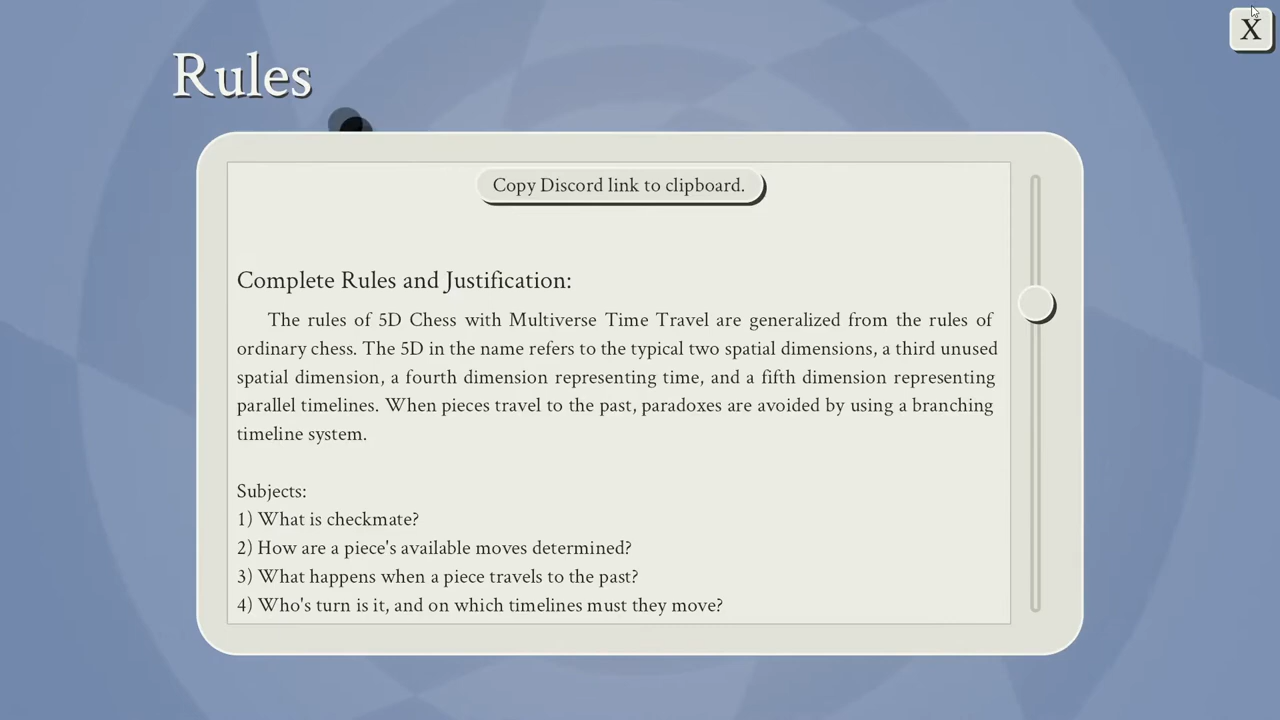 X
Rules
Copy Discord link to clipboard.
Complete Rules and Justification:
The rules of 5D Chess with Multiverse Time Travel are generalized from the rules of
ordinary chess. The 5D in the name refers to the typical two spatial dimensions, a third unused
spatial dimension, a fourth dimension representing time, and a fifth dimension representing
parallel timelines. When pieces travel to the past, paradoxes are avoided by using a branching
timeline system.
Subjects:
1) What is checkmate?
2) How are a piece's available moves determined?
3) What happens when a piece travels to the past?
4) Who's turn is it, and on which timelines must they move?